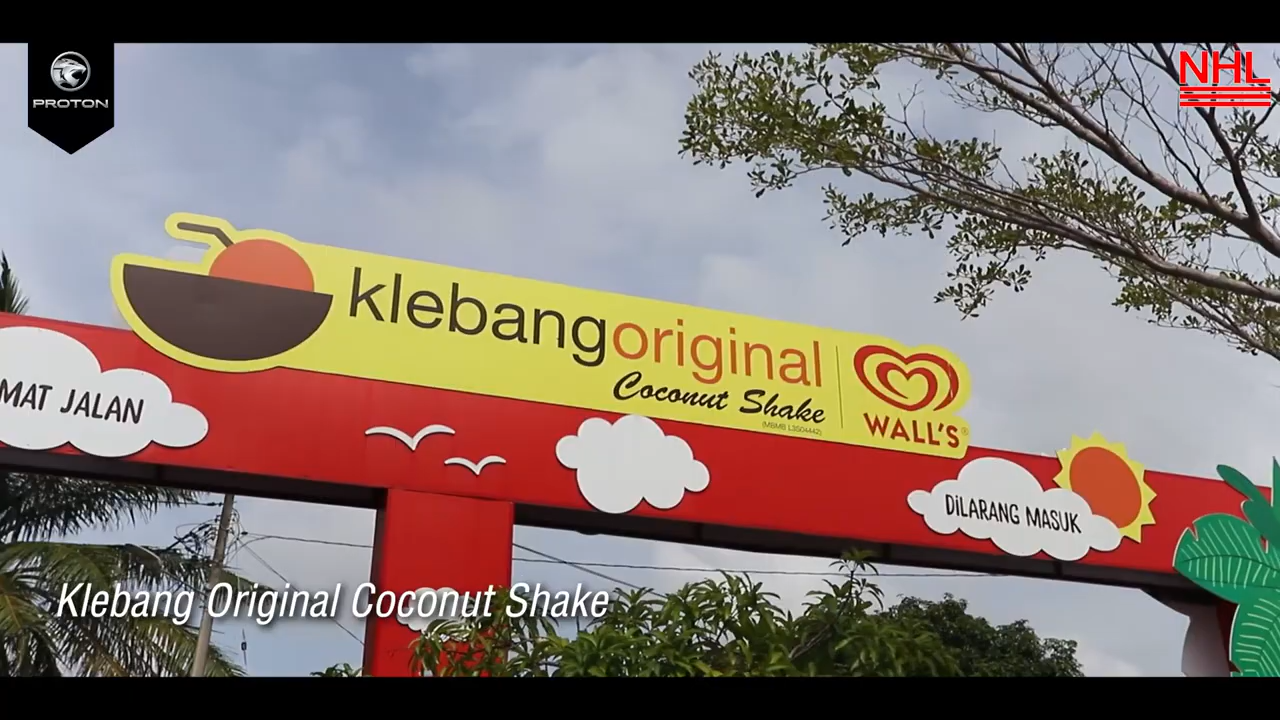 PROTON
NHL
klebangoriginal
Coconut Shake
(MBMB L3504442)
WALL'S®
MAT JALAN
DiLARANG MASUK
Klebang Original Coconut Shake